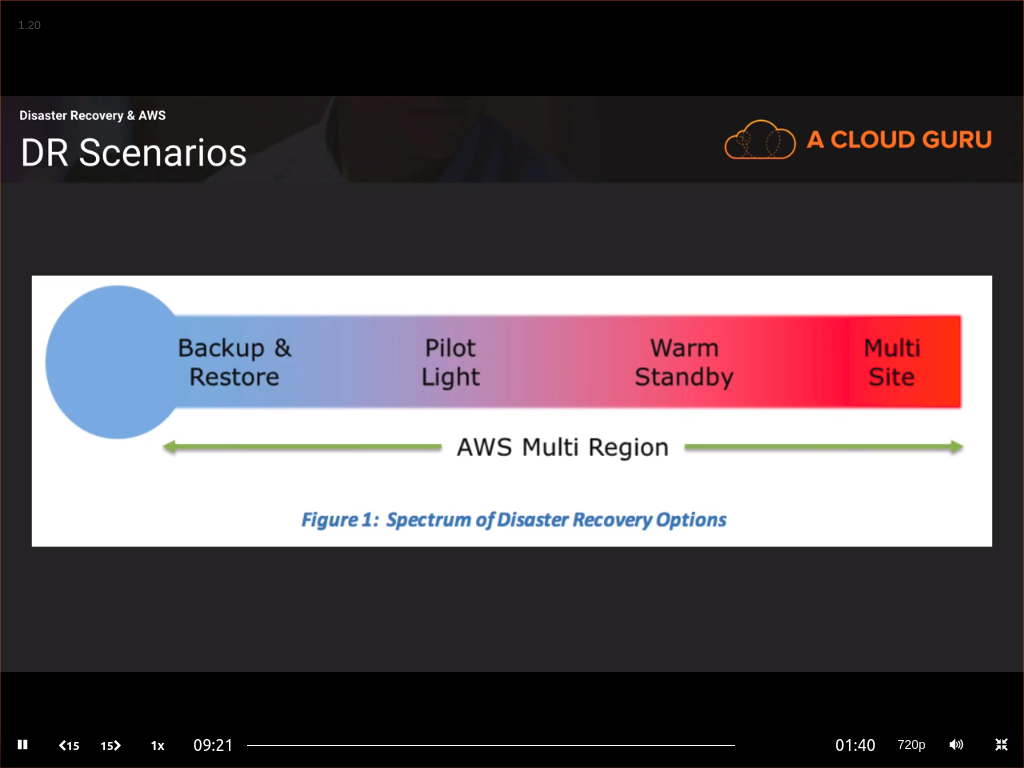 1.20
Disaster Recovery & AWS
DR Scenarios
A CLOUD GURU
Backup &
Restore
Pilot
Light
Warm
Standby
Multi
Site
AWS Multi Region
Figure 1: Spectrum of Disaster Recovery Options
15 15 1x 09:21 01:40 720p